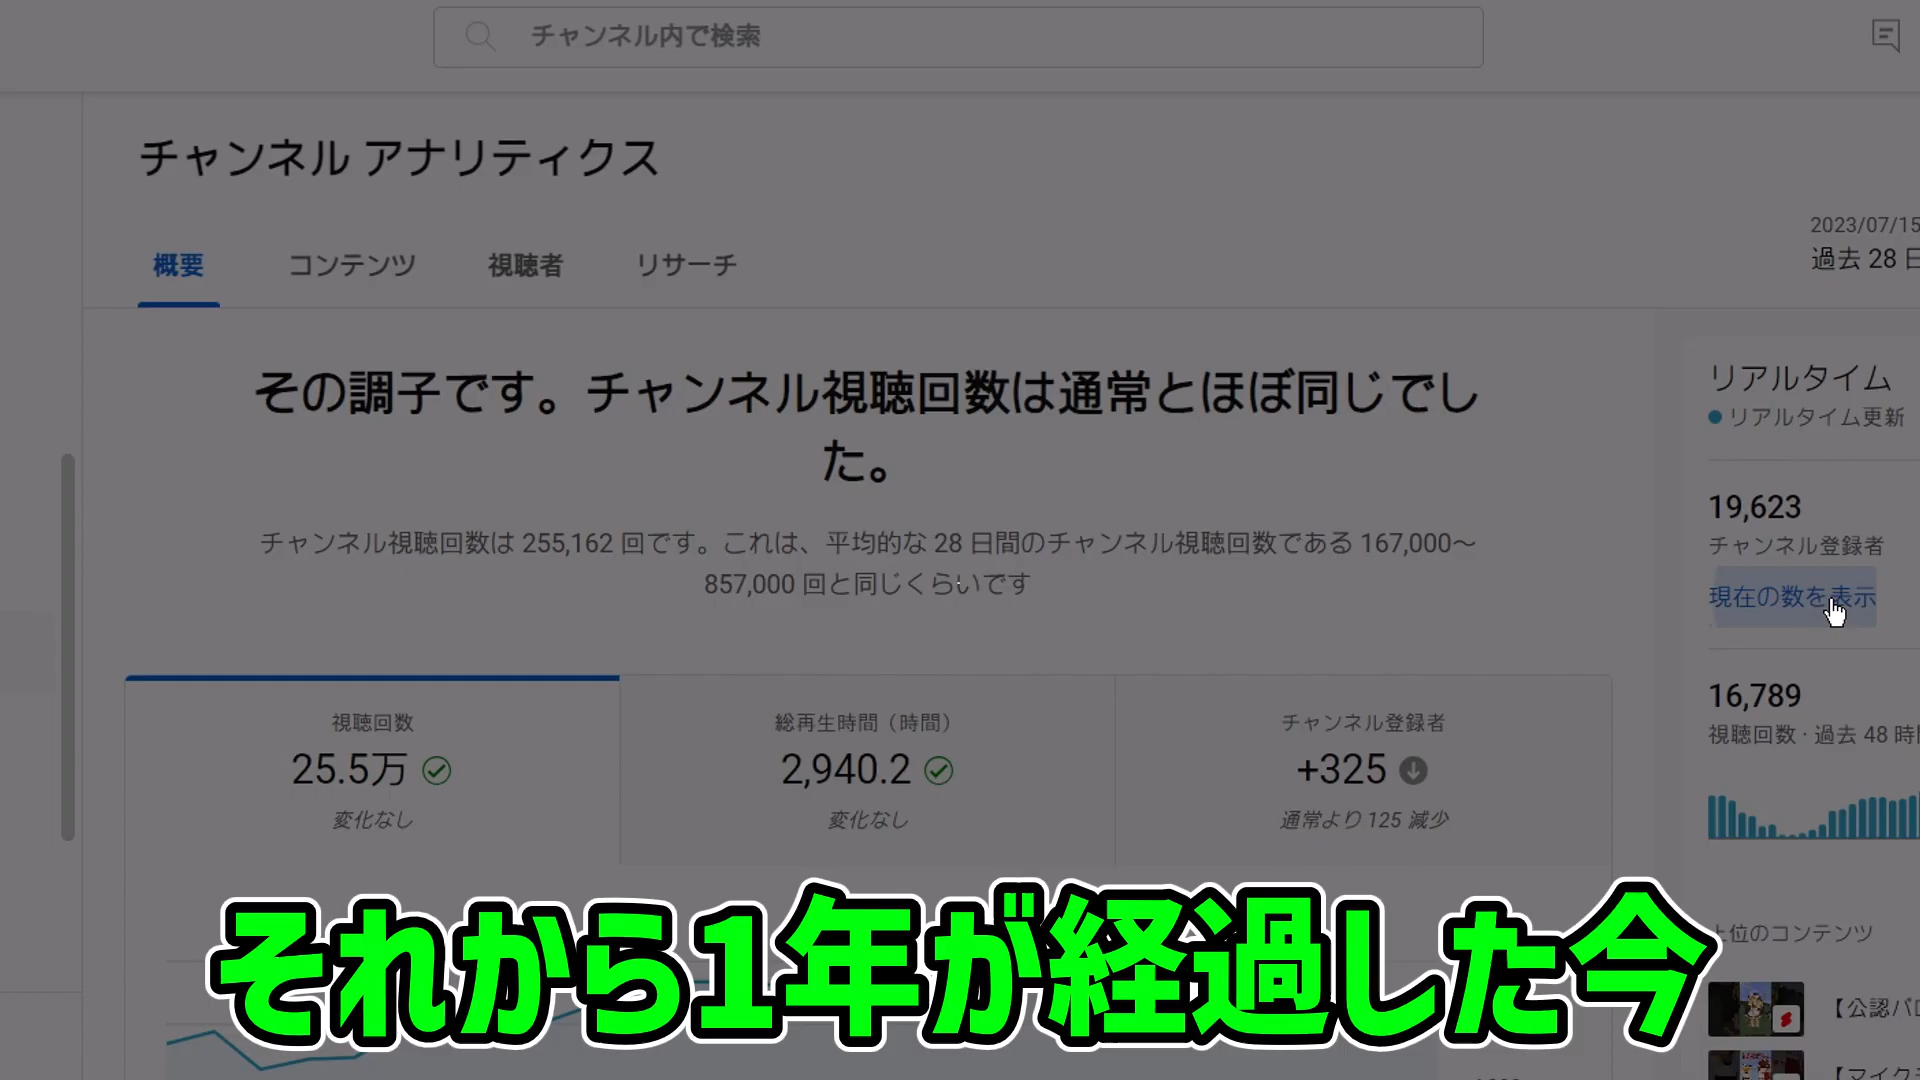 チャンネル内で検索
チャンネル アナリティクス
2023/07/15
過去 28 日
概要
コンテンツ
視聴者
リサーチ
その調子です。チャンネル視聴回数は通常とほぼ同じでし
た。
チャンネル視聴回数は 255,162 回です。これは、平均的な 28 日間のチャンネル視聴回数である 167,000〜
857,000 回と同じくらいです
視聴回数
25.5万
変化なし
総再生時間（時間）
2,940.2
変化なし
チャンネル登録者
+325
通常より 125 減少
リアルタイム
リアルタイム更新
19,623
チャンネル登録者
現在の数を表示
16,789
視聴回数 · 過去 48 時間
上位のコンテンツ
【公認パロ
【マイクラ
それから1年が経過した今